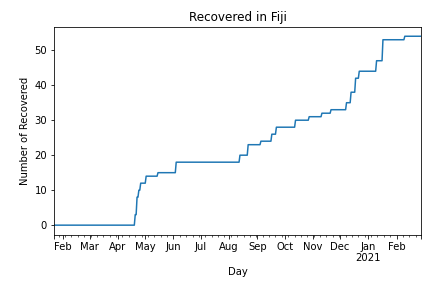 Recovered in Fiji
Number of Recovered
50
40
30
20
10
0
Feb Mar Apr May Jun Jul Aug Sep Oct Nov Dec Jan Feb
2021
Day